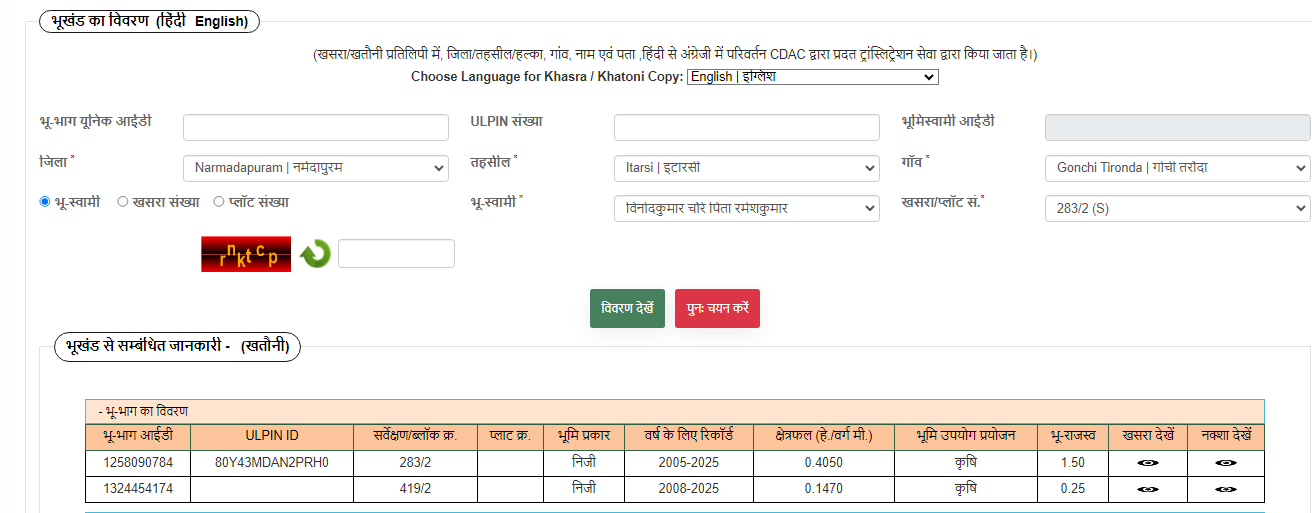 भूखंड का विवरण (हिंदी English)
(खसरा/खतौनी प्रतिलिपी में, जिला/तहसील/हल्का, गांव, नाम एवं पता ,हिंदी से अंग्रेजी में परिवर्तन CDAC द्वारा प्रदत ट्रांस्लिट्रेशन सेवा द्वारा किया जाता है।)
Choose Language for Khasra / Khatoni Copy: English | इंग्लिश
भू-भाग यूनिक आईडी ULPIN संख्या भूमिस्वामी आईडी
जिला * Narmadapuram | नर्मदापुरम तहसील * Itarsi | इटारसी गाँव * Gonchi Tironda | गोंची तरोंदा
भू-स्वामी खसरा संख्या प्लॉट संख्या भू-स्वामी * विनोदकुमार चौरे पिता रमेशकुमार खसरा/प्लॉट सं.* 283/2 (S)
rnktcp
विवरण देखें पुनः चयन करें
भूखंड से सम्बंधित जानकारी - (खतौनी)
- भू-भाग का विवरण
भू-भाग आईडी ULPIN ID सर्वेक्षण/ब्लॉक क्र. प्लाट क्र. भूमि प्रकार वर्ष के लिए रिकॉर्ड क्षेत्रफल (हे./वर्ग मी.) भूमि उपयोग प्रयोजन भू-राजस्व खसरा देखें नक्शा देखें
1258090784 80Y43MDAN2PRH0 283/2 निजी 2005-2025 0.4050 कृषि 1.50
1324454174 419/2 निजी 2008-2025 0.1470 कृषि 0.25